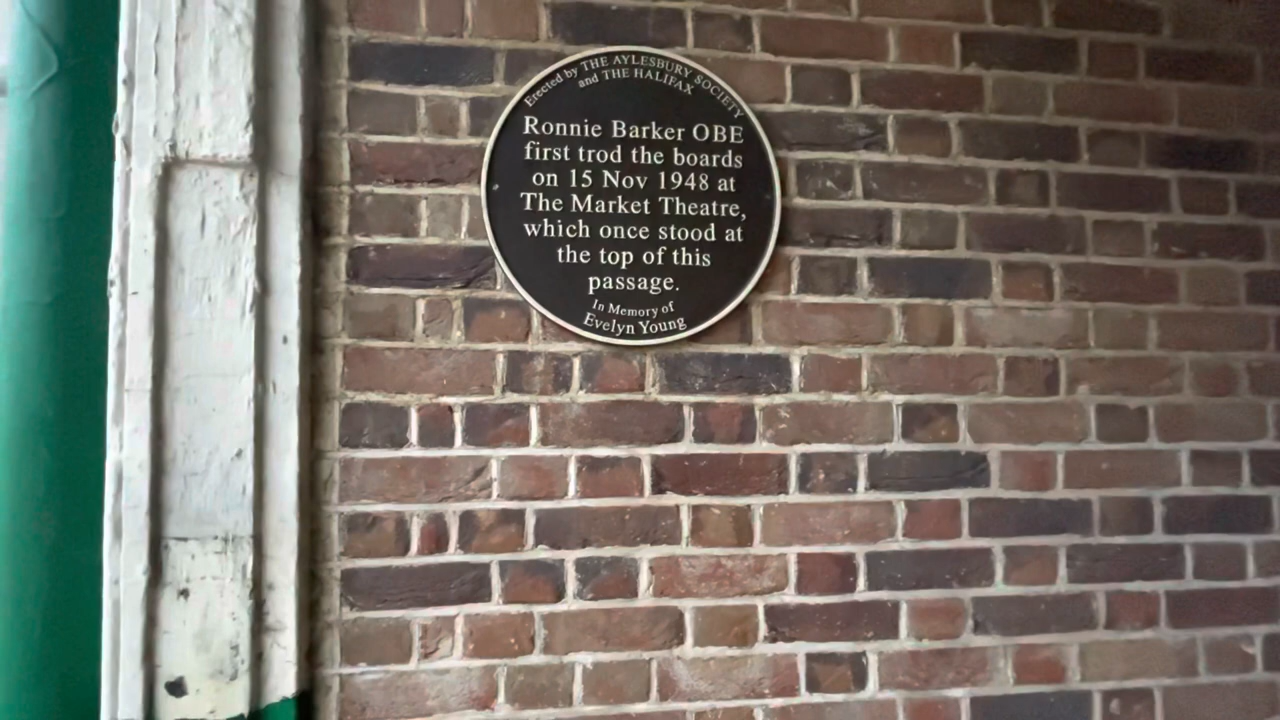 Erected by THE AYLESBURY SOCIETY
and THE HALIFAX
Ronnie Barker OBE
first trod the boards
on 15 Nov 1948 at
The Market Theatre,
which once stood at
the top of this
passage.
In Memory of
Evelyn Young